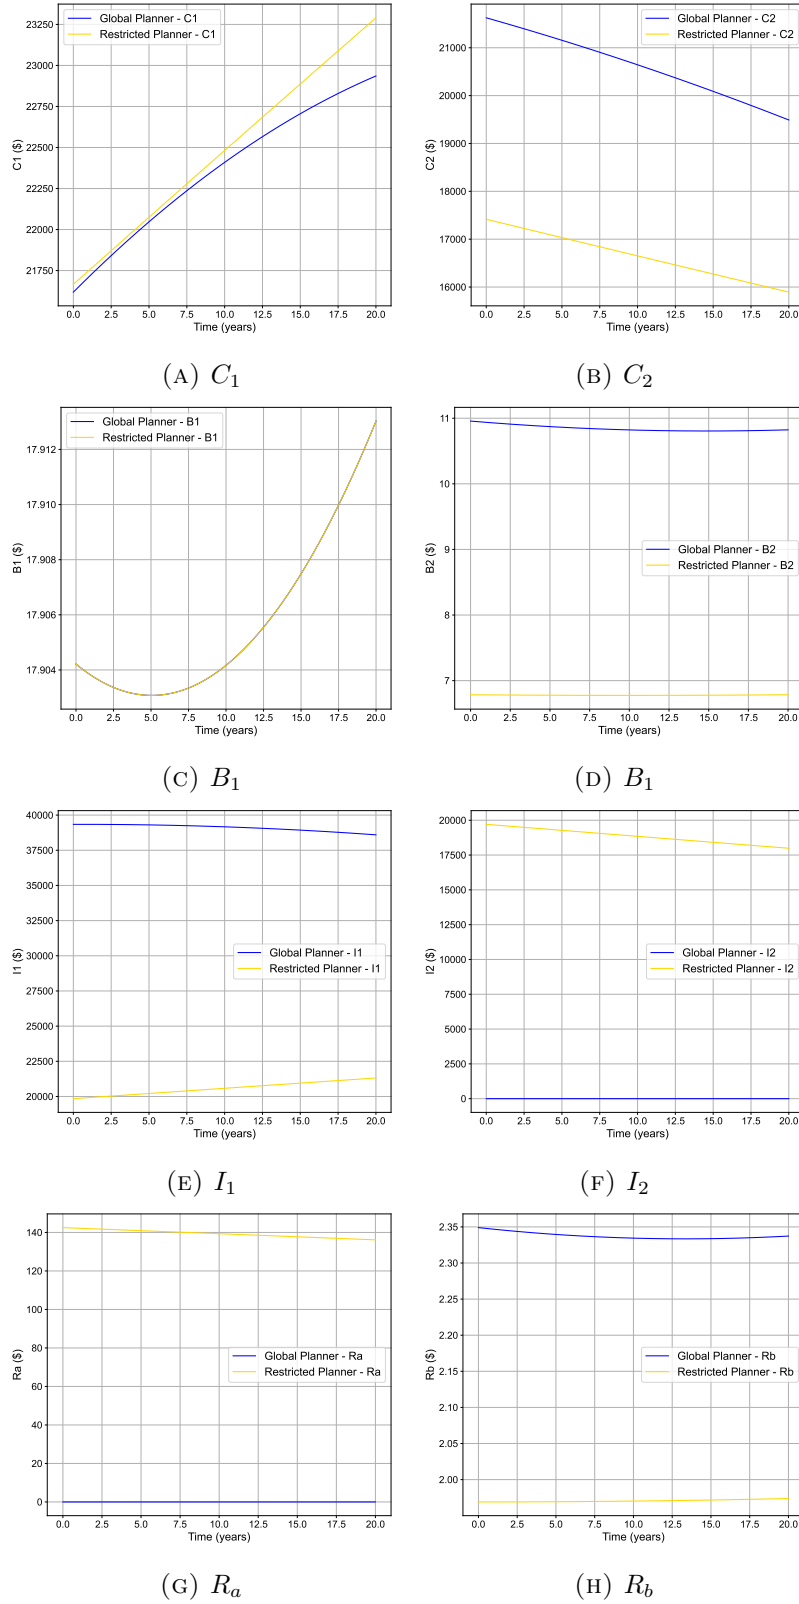 23250
23000
22750
22500
22250
22000
21750
C1 ($)
Global Planner - C1
Restricted Planner - C1
0.0 2.5 5.0 7.5 10.0 12.5 15.0 17.5 20.0
Time (years)
(A) C1
21000
20000
19000
18000
17000
16000
C2 ($)
Global Planner - C2
Restricted Planner - C2
0.0 2.5 5.0 7.5 10.0 12.5 15.0 17.5 20.0
Time (years)
(B) C2
17.912
17.910
17.908
17.906
17.904
B1 ($)
Global Planner - B1
Restricted Planner - B1
0.0 2.5 5.0 7.5 10.0 12.5 15.0 17.5 20.0
Time (years)
(C) B1
11
10
9
8
7
B2 ($)
Global Planner - B2
Restricted Planner - B2
0.0 2.5 5.0 7.5 10.0 12.5 15.0 17.5 20.0
Time (years)
(D) B1
40000
37500
35000
32500
30000
27500
25000
22500
20000
I1 ($)
Global Planner - I1
Restricted Planner - I1
0.0 2.5 5.0 7.5 10.0 12.5 15.0 17.5 20.0
Time (years)
(E) I1
20000
17500
15000
12500
10000
7500
5000
2500
0
I2 ($)
Global Planner - I2
Restricted Planner - I2
0.0 2.5 5.0 7.5 10.0 12.5 15.0 17.5 20.0
Time (years)
(F) I2
140
120
100
80
60
40
20
0
Ra ($)
Global Planner - Ra
Restricted Planner - Ra
0.0 2.5 5.0 7.5 10.0 12.5 15.0 17.5 20.0
Time (years)
(G) Ra
2.35
2.30
2.25
2.20
2.15
2.10
2.05
2.00
Rb ($)
Global Planner - Rb
Restricted Planner - Rb
0.0 2.5 5.0 7.5 10.0 12.5 15.0 17.5 20.0
Time (years)
(H) Rb